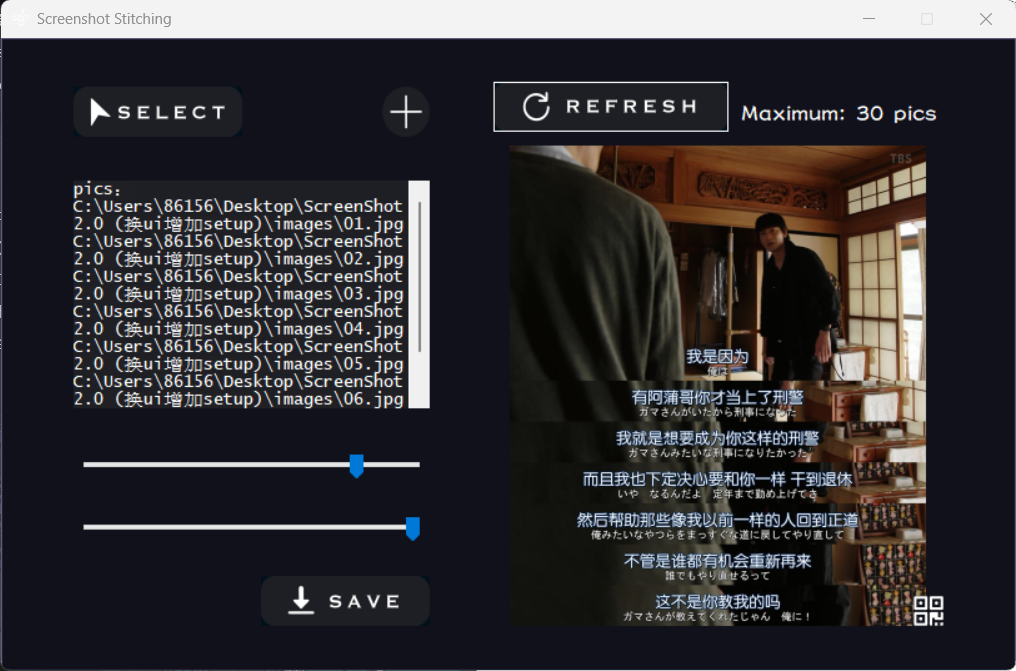 Screenshot Stitching
SELECT
REFRESH
Maximum: 30 pics
pics:
C:\Users\86156\Desktop\ScreenShot
2.0 (换ui增加setup)\images\01.jpg
C:\Users\86156\Desktop\ScreenShot
2.0 (换ui增加setup)\images\02.jpg
C:\Users\86156\Desktop\ScreenShot
2.0 (换ui增加setup)\images\03.jpg
C:\Users\86156\Desktop\ScreenShot
2.0 (换ui增加setup)\images\04.jpg
C:\Users\86156\Desktop\ScreenShot
2.0 (换ui增加setup)\images\05.jpg
C:\Users\86156\Desktop\ScreenShot
2.0 (换ui增加setup)\images\06.jpg
SAVE
TBS
我是因为
俺は
有阿蒲哥你才当上了刑警
ガマさんがいたから刑事になった
我就是想要成为你这样的刑警
ガマさんみたいな刑事になりたかった
而且我也下定决心要和你一样 干到退休
いや なるんだよ 定年まで勤め上げてさ
然后帮助那些像我以前一样的人回到正道
俺みたいなやつらをまっすぐな道に戻してやり直して
不管是谁都有机会重新再来
誰でもやり直せるって
这不是你教我的吗
ガマさんが教えてくれたじゃん 俺に!